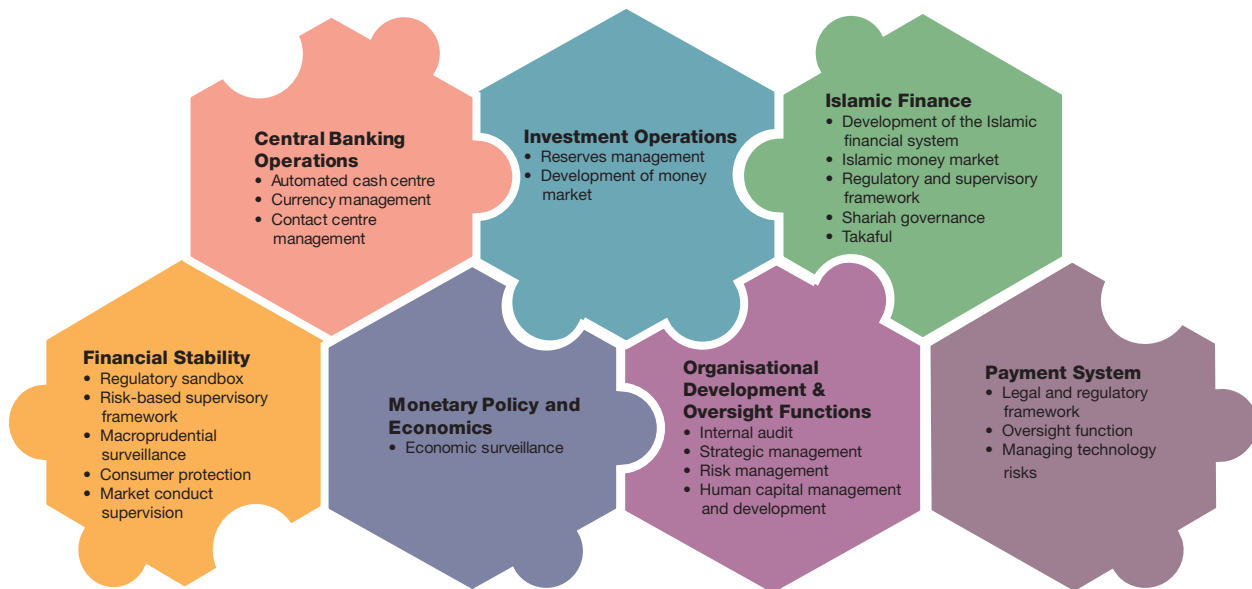 Central Banking
Operations
• Automated cash centre
• Currency management
• Contact centre
management
Investment Operations
• Reserves management
• Development of money
market
Islamic Finance
• Development of the Islamic
financial system
• Islamic money market
• Regulatory and supervisory
framework
• Shariah governance
• Takaful
Financial Stability
• Regulatory sandbox
• Risk-based supervisory
framework
• Macroprudential
surveillance
• Consumer protection
• Market conduct
supervision
Monetary Policy and
Economics
• Economic surveillance
Organisational
Development &
Oversight Functions
• Internal audit
• Strategic management
• Risk management
• Human capital management
and development
Payment System
• Legal and regulatory
framework
• Oversight function
• Managing technology
risks